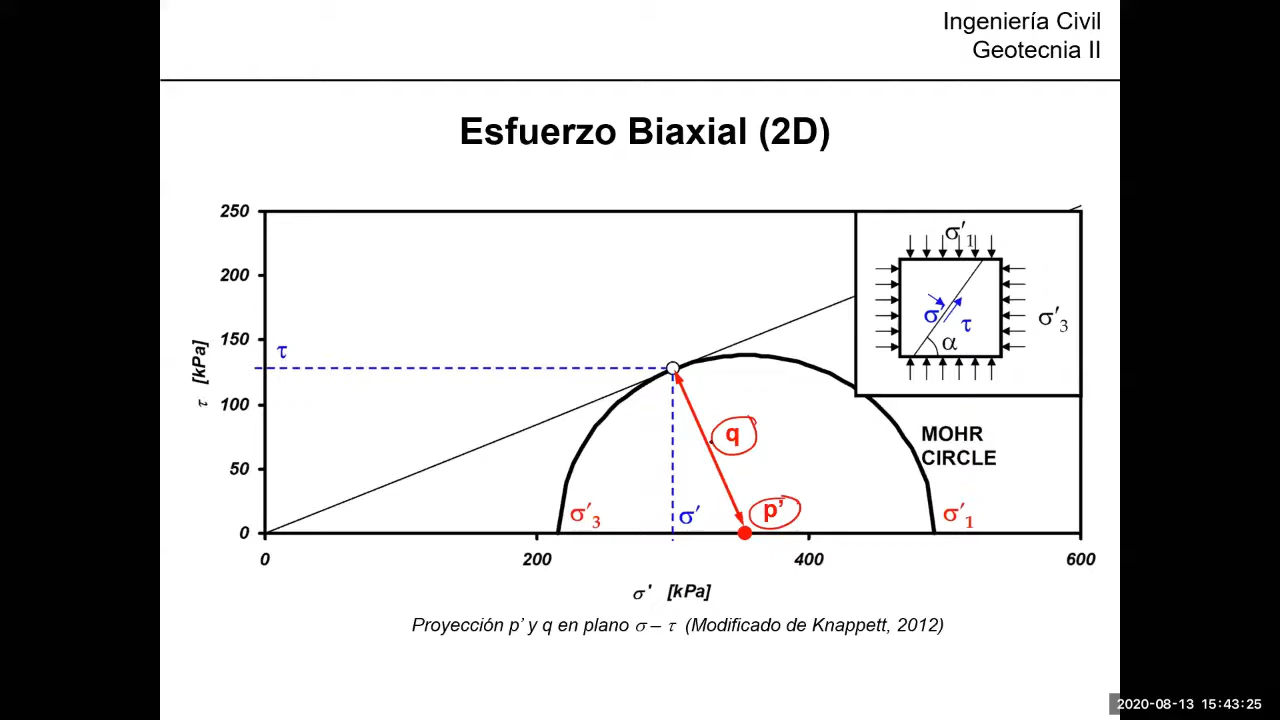 Ingeniería Civil
Geotecnia II
Esfuerzo Biaxial (2D)
250
200
150
100
50
0
τ [kPa]
τ
σ'1
σ'
τ
α
σ'3
q
MOHR
CIRCLE
σ'3
σ'
p'
σ'1
0
200
400
600
σ' [kPa]
Proyección p' y q en plano σ – τ (Modificado de Knappett, 2012)
2020-08-13 15:43:25